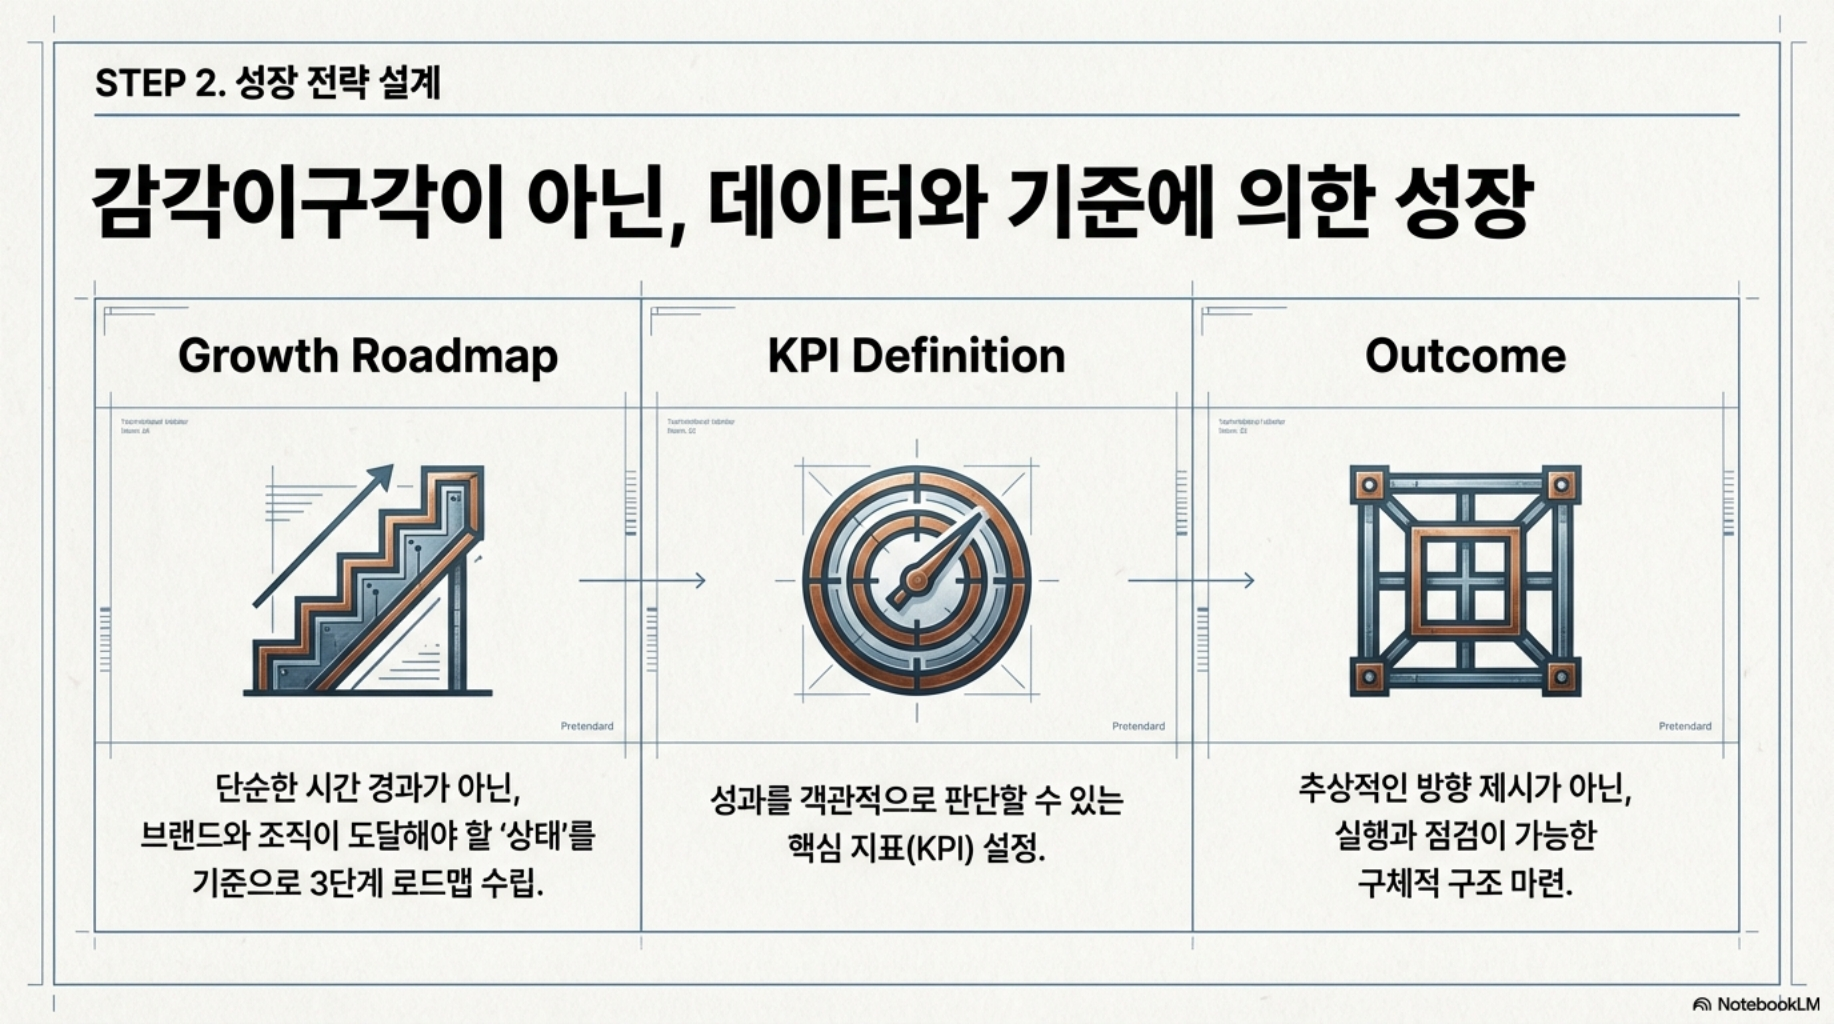 STEP 2. 성장 전략 설계
감각이구각이 아닌, 데이터와 기준에 의한 성장
Growth Roadmap
Pretendard
단순한 시간 경과가 아닌,
브랜드와 조직이 도달해야 할 ‘상태’를
기준으로 3단계 로드맵 수립.
KPI Definition
Pretendard
성과를 객관적으로 판단할 수 있는
핵심 지표(KPI) 설정.
Outcome
Pretendard
추상적인 방향 제시가 아닌,
실행과 점검이 가능한
구체적 구조 마련.
NotebookLM